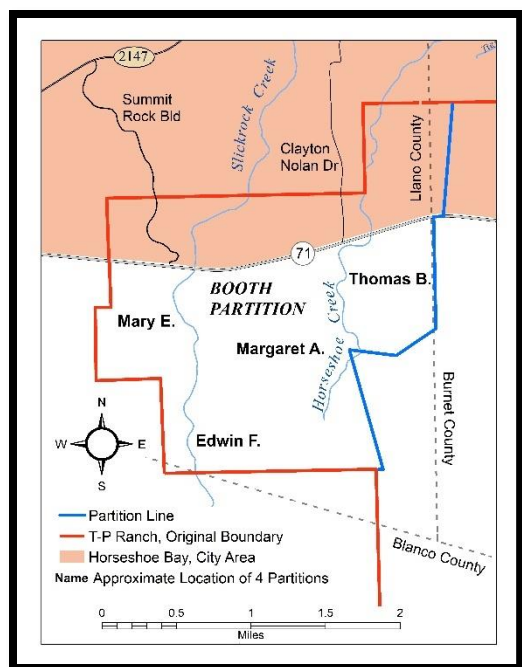 2147
Summit
Rock Bld
Slickrock Creek
Clayton
Nolan Dr
Llano County
71
BOOTH
PARTITION
Thomas B.
Mary E.
Margaret A.
Horseshoe Creek
Burnet County
Edwin F.
N
W
E
S
Blanco County
Partition Line
T-P Ranch, Original Boundary
Horseshoe Bay, City Area
Name Approximate Location of 4 Partitions
0 0.5 1 1.5 2
Miles